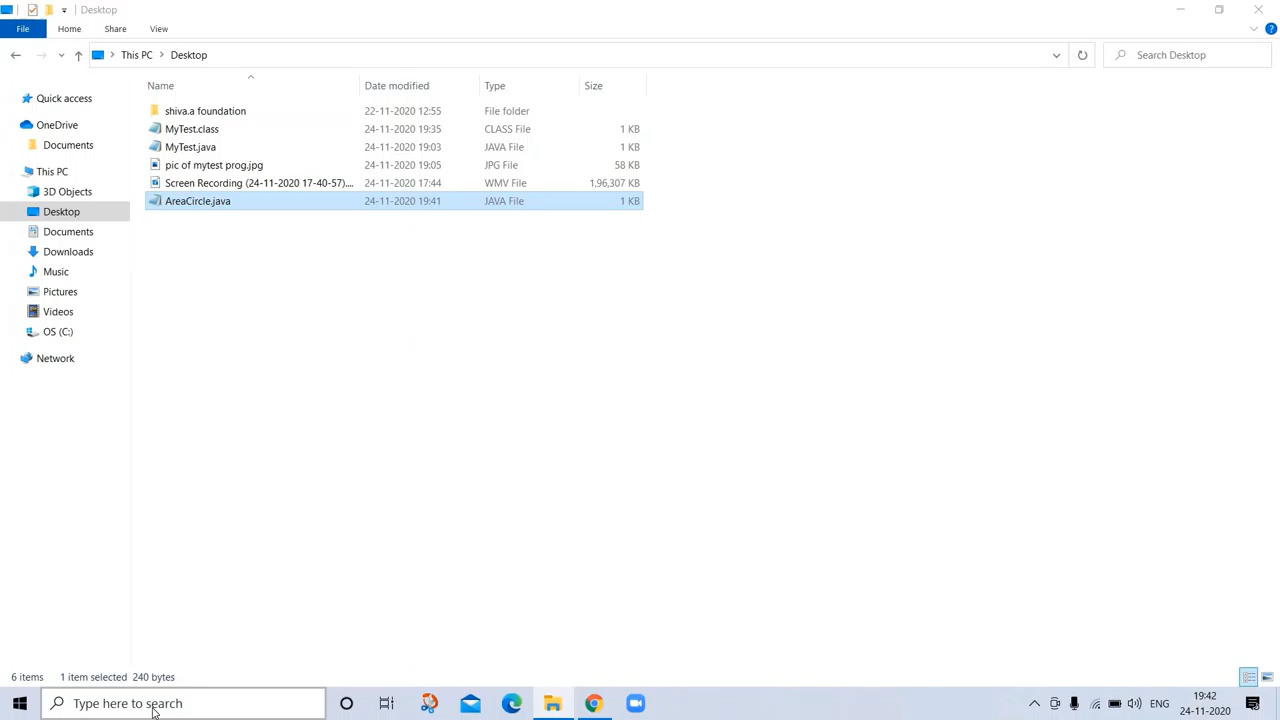 Desktop
File Home Share View
This PC Desktop Search Desktop
Name Date modified Type Size
Quick access
OneDrive
Documents
This PC
3D Objects
Desktop
Documents
Downloads
Music
Pictures
Videos
OS (C:)
Network
shiva.a foundation 22-11-2020 12:55 File folder
MyTest.class 24-11-2020 19:35 CLASS File 1 KB
MyTest.java 24-11-2020 19:03 JAVA File 1 KB
pic of mytest prog.jpg 24-11-2020 19:05 JPG File 58 KB
Screen Recording (24-11-2020 17-40-57).... 24-11-2020 17:44 WMV File 1,96,307 KB
AreaCircle.java 24-11-2020 19:41 JAVA File 1 KB
6 items 1 item selected 240 bytes
Type here to search
ENG
19:42
24-11-2020